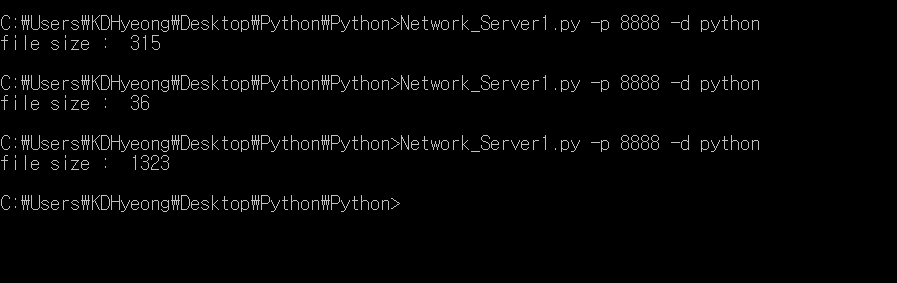 C:₩Users₩KDHyeong₩Desktop₩Python₩Python>Network_Server1.py -p 8888 -d python
file size :  315
C:₩Users₩KDHyeong₩Desktop₩Python₩Python>Network_Server1.py -p 8888 -d python
file size :  36
C:₩Users₩KDHyeong₩Desktop₩Python₩Python>Network_Server1.py -p 8888 -d python
file size :  1323
C:₩Users₩KDHyeong₩Desktop₩Python₩Python>